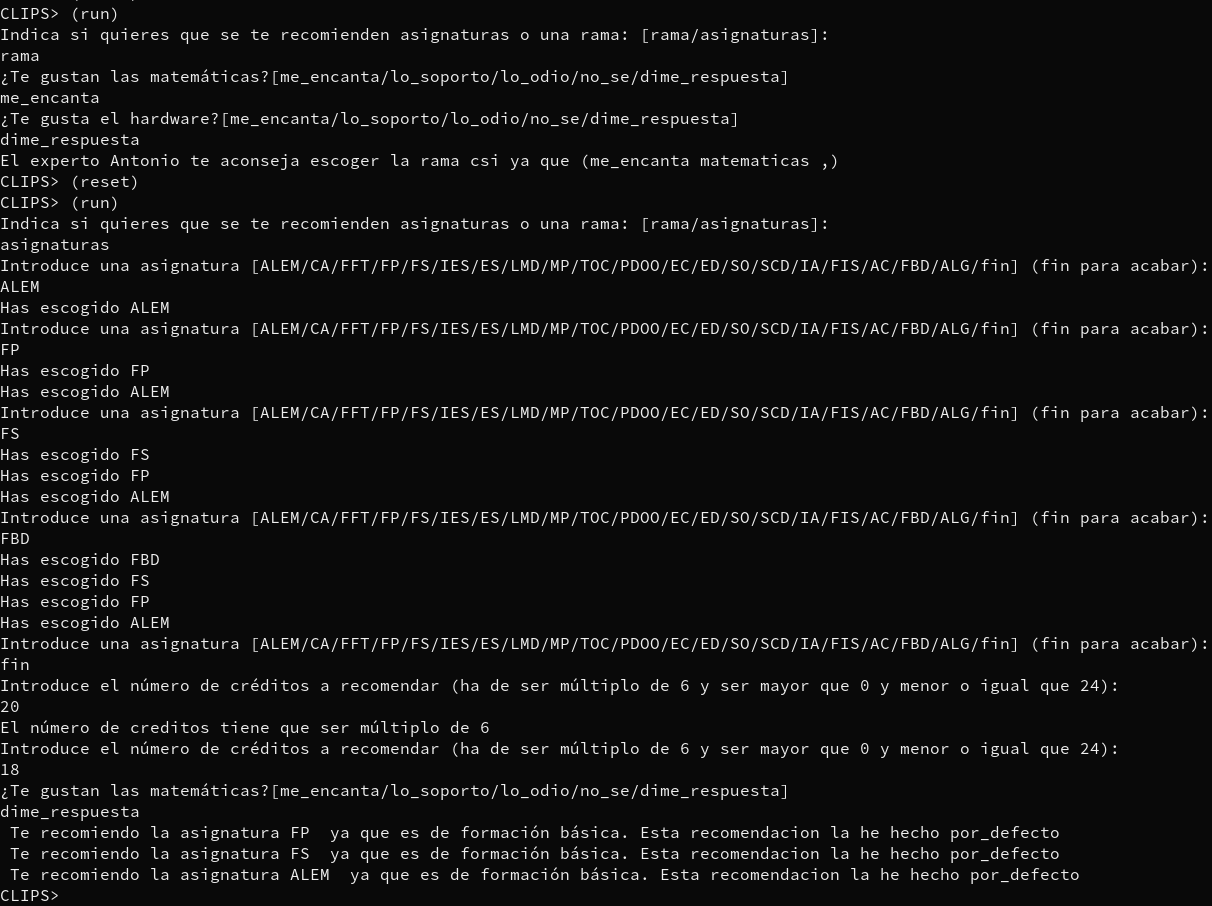 CLIPS> (run)
Indica si quieres que se te recomienden asignaturas o una rama: [rama/asignaturas]:
rama
¿Te gustan las matemáticas?[me_encanta/lo_soporto/lo_odio/no_se/dime_respuesta]
me_encanta
¿Te gusta el hardware?[me_encanta/lo_soporto/lo_odio/no_se/dime_respuesta]
dime_respuesta
El experto Antonio te aconseja escoger la rama csi ya que (me_encanta matematicas ,)
CLIPS> (reset)
CLIPS> (run)
Indica si quieres que se te recomienden asignaturas o una rama: [rama/asignaturas]:
asignaturas
Introduce una asignatura [ALEM/CA/FFT/FP/FS/IES/ES/LMD/MP/TOC/PDOO/EC/ED/SO/SCD/IA/FIS/AC/FBD/ALG/fin] (fin para acabar):
ALEM
Has escogido ALEM
Introduce una asignatura [ALEM/CA/FFT/FP/FS/IES/ES/LMD/MP/TOC/PDOO/EC/ED/SO/SCD/IA/FIS/AC/FBD/ALG/fin] (fin para acabar):
FP
Has escogido FP
Has escogido ALEM
Introduce una asignatura [ALEM/CA/FFT/FP/FS/IES/ES/LMD/MP/TOC/PDOO/EC/ED/SO/SCD/IA/FIS/AC/FBD/ALG/fin] (fin para acabar):
FS
Has escogido FS
Has escogido FP
Has escogido ALEM
Introduce una asignatura [ALEM/CA/FFT/FP/FS/IES/ES/LMD/MP/TOC/PDOO/EC/ED/SO/SCD/IA/FIS/AC/FBD/ALG/fin] (fin para acabar):
FBD
Has escogido FBD
Has escogido FS
Has escogido FP
Has escogido ALEM
Introduce una asignatura [ALEM/CA/FFT/FP/FS/IES/ES/LMD/MP/TOC/PDOO/EC/ED/SO/SCD/IA/FIS/AC/FBD/ALG/fin] (fin para acabar):
fin
Introduce el número de créditos a recomendar (ha de ser múltiplo de 6 y ser mayor que 0 y menor o igual que 24):
20
El número de creditos tiene que ser múltiplo de 6
Introduce el número de créditos a recomendar (ha de ser múltiplo de 6 y ser mayor que 0 y menor o igual que 24):
18
¿Te gustan las matemáticas?[me_encanta/lo_soporto/lo_odio/no_se/dime_respuesta]
dime_respuesta
Te recomiendo la asignatura FP  ya que es de formación básica. Esta recomendacion la he hecho por_defecto
Te recomiendo la asignatura FS  ya que es de formación básica. Esta recomendacion la he hecho por_defecto
Te recomiendo la asignatura ALEM  ya que es de formación básica. Esta recomendacion la he hecho por_defecto
CLIPS>